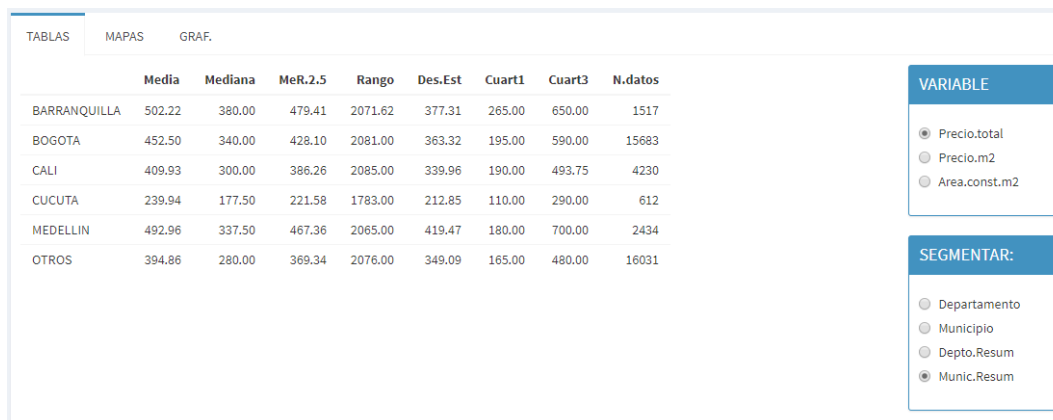 TABLAS MAPAS GRAF.
Media Mediana MeR.2.5 Rango Des.Est Cuart1 Cuart3 N.datos
BARRANQUILLA 502.22 380.00 479.41 2071.62 377.31 265.00 650.00 1517
BOGOTA 452.50 340.00 428.10 2081.00 363.32 195.00 590.00 15683
CALI 409.93 300.00 386.26 2085.00 339.96 190.00 493.75 4230
CUCUTA 239.94 177.50 221.58 1783.00 212.85 110.00 290.00 612
MEDELLIN 492.96 337.50 467.36 2065.00 419.47 180.00 700.00 2434
OTROS 394.86 280.00 369.34 2076.00 349.09 165.00 480.00 16031
VARIABLE
Precio.total
Precio.m2
Area.const.m2
SEGMENTAR:
Departamento
Municipio
Depto.Resum
Munic.Resum